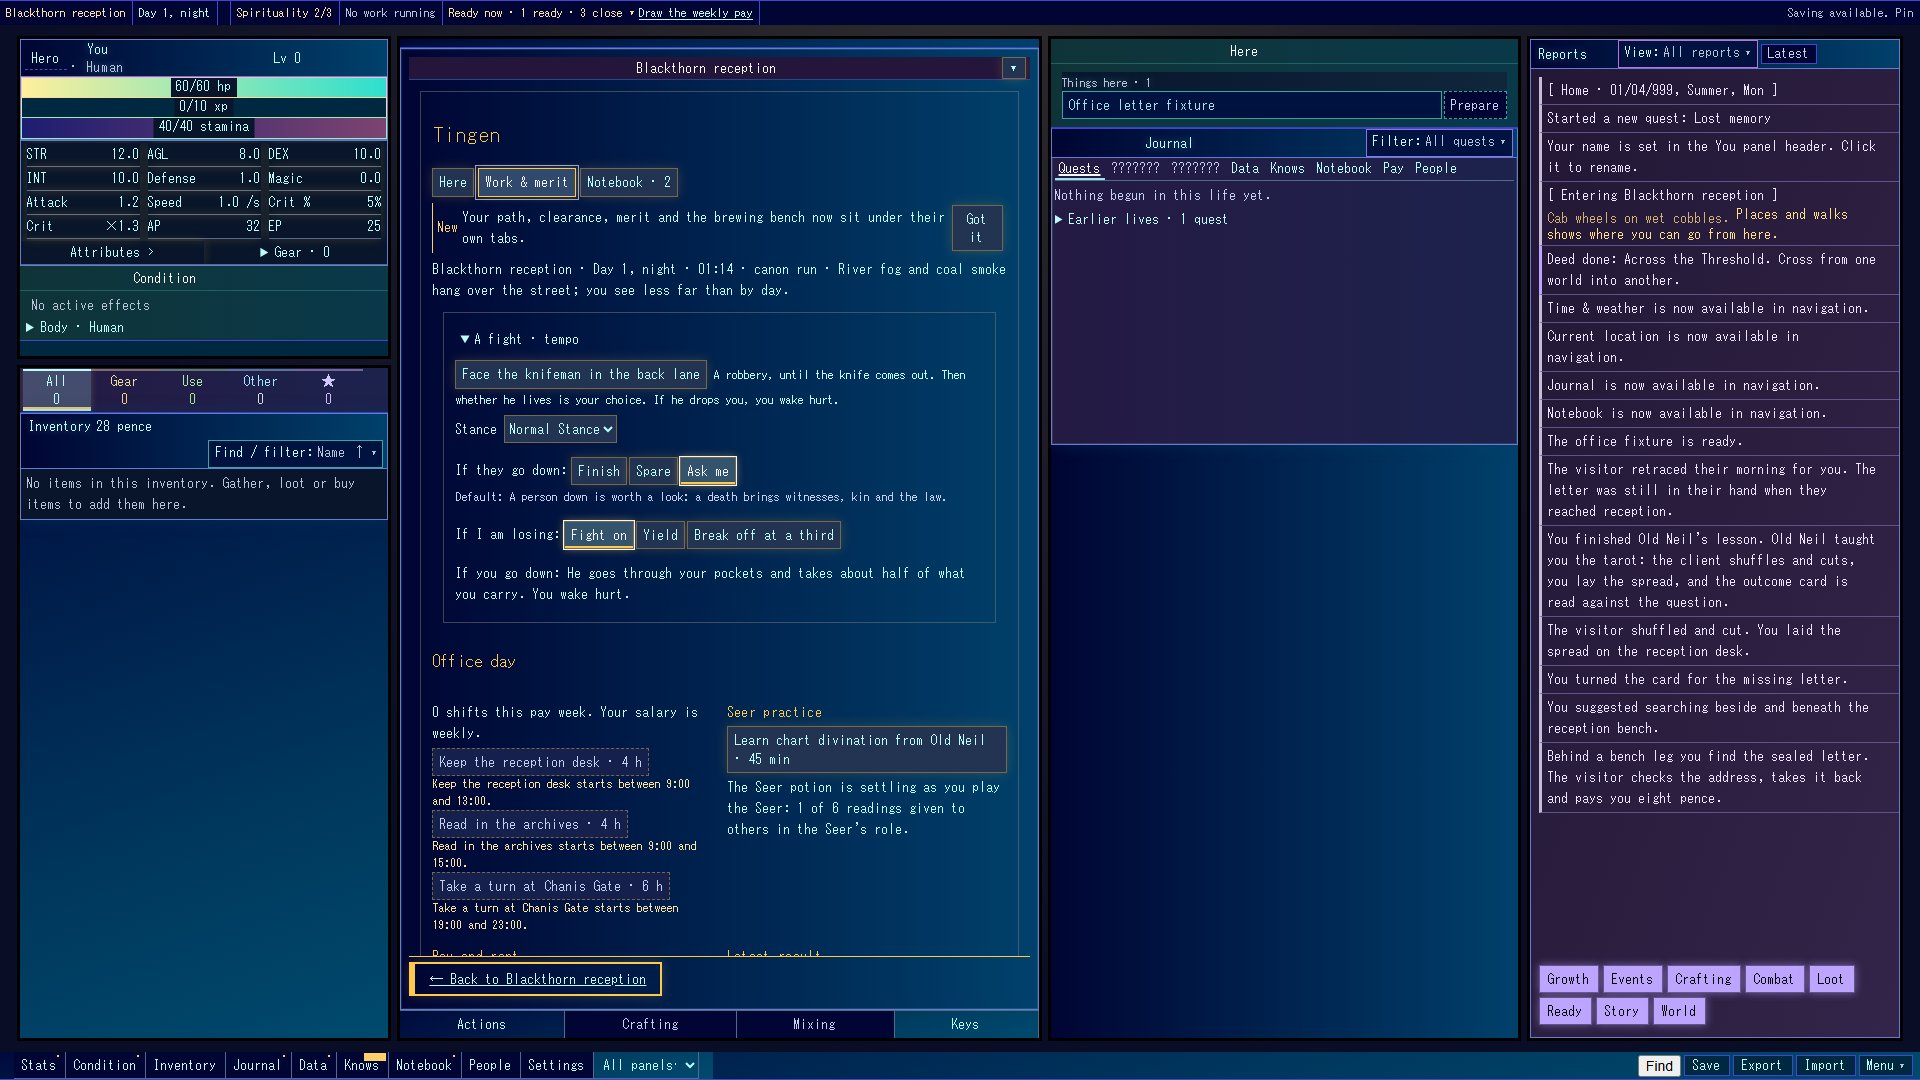 Blackthorn reception Day 1, night Spirituality 2/3 No work running Ready now · 1 ready · 3 close ▾ Draw the weekly pay Saving available. Pin
Hero · You
Human
Lv 0
60/60 hp
0/10 xp
40/40 stamina
STR 12.0 AGL 8.0 DEX 10.0
INT 10.0 Defense 1.0 Magic 0.0
Attack 1.2 Speed 1.0 /s Crit % 5%
Crit ×1.3 AP 32 EP 25
Attributes > ▶ Gear · 0
Condition
No active effects
▶ Body · Human
All Gear Use Other ★
0 0 0 0 0
Inventory 28 pence
Find / filter: Name ↑ ▾
No items in this inventory. Gather, loot or buy
items to add them here.
Blackthorn reception ▾
Tingen
Here Work & merit Notebook · 2
New Your path, clearance, merit and the brewing bench now sit under their
own tabs.
Got
it
Blackthorn reception · Day 1, night · 01:14 · canon run · River fog and coal smoke
hang over the street; you see less far than by day.
▼ A fight · tempo
Face the knifeman in the back lane A robbery, until the knife comes out. Then
whether he lives is your choice. If he drops you, you wake hurt.
Stance Normal Stance
If they go down: Finish Spare Ask me
Default: A person down is worth a look: a death brings witnesses, kin and the law.
If I am losing: Fight on Yield Break off at a third
If you go down: He goes through your pockets and takes about half of what
you carry. You wake hurt.
Office day
0 shifts this pay week. Your salary is
weekly.
Keep the reception desk · 4 h
Keep the reception desk starts between 9:00
and 13:00.
Read in the archives · 4 h
Read in the archives starts between 9:00 and
15:00.
Take a turn at Chanis Gate · 6 h
Take a turn at Chanis Gate starts between
19:00 and 23:00.
Pay and rent
Seer practice
Learn chart divination from Old Neil
· 45 min
The Seer potion is settling as you play
the Seer: 1 of 6 readings given to
others in the Seer's role.
Latest result
← Back to Blackthorn reception
Actions Crafting Mixing Keys
Here
Things here · 1
Office letter fixture Prepare
Journal Filter: All quests ▾
Quests ??????? ??????? Data Knows Notebook Pay People
Nothing begun in this life yet.
▶ Earlier lives · 1 quest
Reports View: All reports ▾ Latest
[ Home · 01/04/999, Summer, Mon ]
Started a new quest: Lost memory
Your name is set in the You panel header. Click
it to rename.
[ Entering Blackthorn reception ]
Cab wheels on wet cobbles. Places and walks
shows where you can go from here.
Deed done: Across the Threshold. Cross from one
world into another.
Time & weather is now available in navigation.
Current location is now available in
navigation.
Journal is now available in navigation.
Notebook is now available in navigation.
The office fixture is ready.
The visitor retraced their morning for you. The
letter was still in their hand when they
reached reception.
You finished Old Neil's lesson. Old Neil taught
you the tarot: the client shuffles and cuts,
you lay the spread, and the outcome card is
read against the question.
The visitor shuffled and cut. You laid the
spread on the reception desk.
You turned the card for the missing letter.
You suggested searching beside and beneath the
reception bench.
Behind a bench leg you find the sealed letter.
The visitor checks the address, takes it back
and pays you eight pence.
Growth Events Crafting Combat Loot
Ready Story World
Stats Condition Inventory Journal Data Knows Notebook People Settings All panels Find Save Export Import Menu ▾